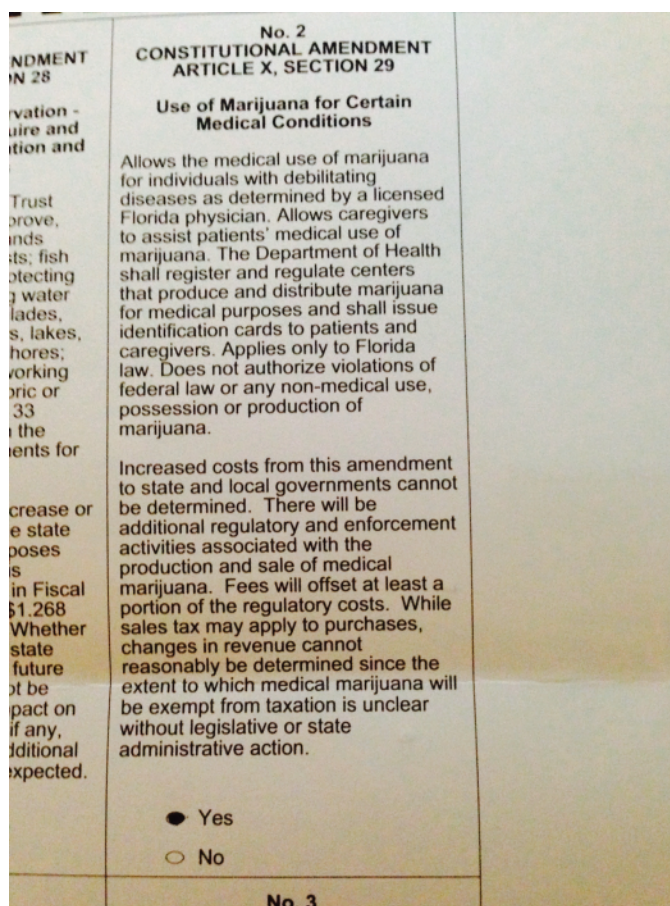 NDMENT
ON 28
rvation -
uire and
ition and
Trust
prove,
ands
sts; fish
otecting
g water
lades,
s, lakes,
hores;
working
oric or
33
the
ents for
crease or
e state
poses
s
in Fiscal
$1.268
Whether
state
future
ot be
pact on
if any,
dditional
expected.
No. 2
CONSTITUTIONAL AMENDMENT
ARTICLE X, SECTION 29
Use of Marijuana for Certain
Medical Conditions
Allows the medical use of marijuana
for individuals with debilitating
diseases as determined by a licensed
Florida physician. Allows caregivers
to assist patients' medical use of
marijuana. The Department of Health
shall register and regulate centers
that produce and distribute marijuana
for medical purposes and shall issue
identification cards to patients and
caregivers. Applies only to Florida
law. Does not authorize violations of
federal law or any non-medical use,
possession or production of
marijuana.
Increased costs from this amendment
to state and local governments cannot
be determined. There will be
additional regulatory and enforcement
activities associated with the
production and sale of medical
marijuana. Fees will offset at least a
portion of the regulatory costs. While
sales tax may apply to purchases,
changes in revenue cannot
reasonably be determined since the
extent to which medical marijuana will
be exempt from taxation is unclear
without legislative or state
administrative action.
Yes
No
No. 3